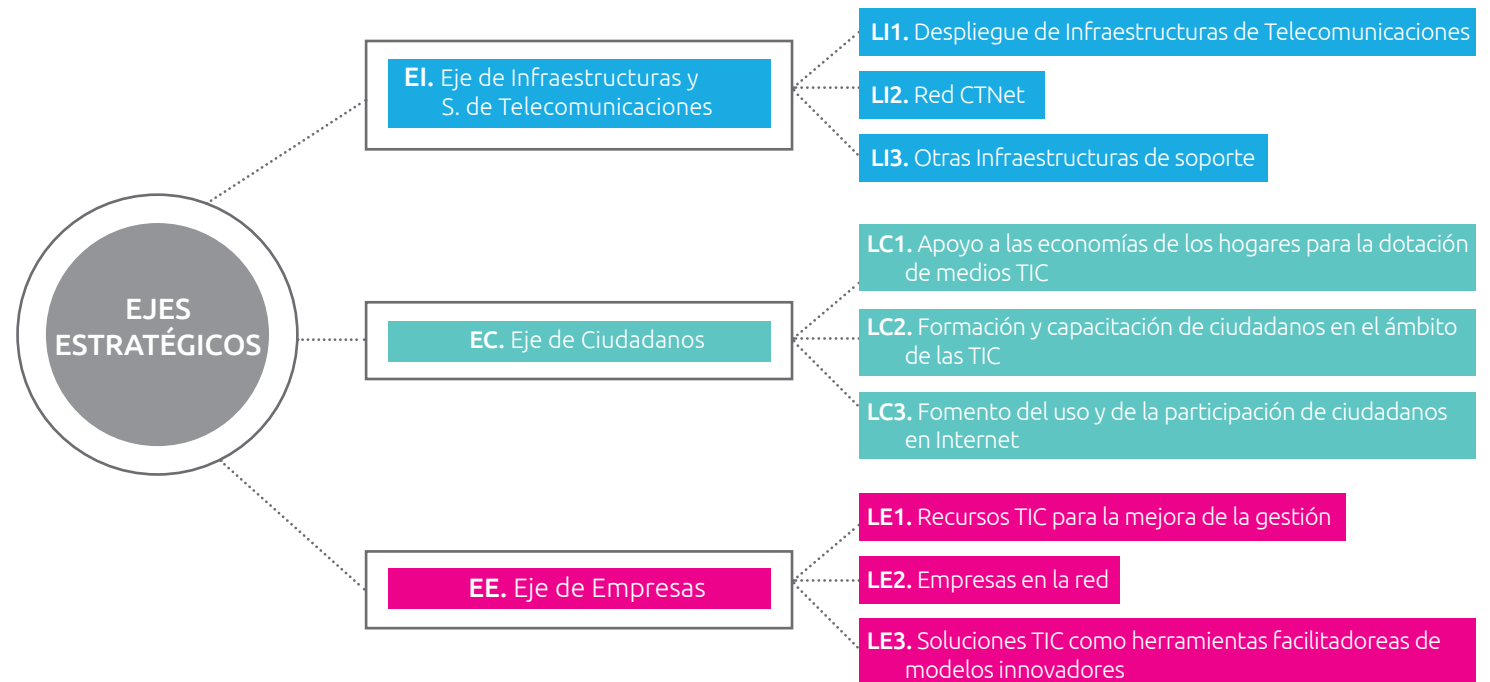 EJES
ESTRATÉGICOS
EI. Eje de Infraestructuras y
S. de Telecomunicaciones
LI1. Despliegue de Infraestructuras de Telecomunicaciones
LI2. Red CTNet
LI3. Otras Infraestructuras de soporte
EC. Eje de Ciudadanos
LC1. Apoyo a las economías de los hogares para la dotación
de medios TIC
LC2. Formación y capacitación de ciudadanos en el ámbito
de las TIC
LC3. Fomento del uso y de la participación de ciudadanos
en Internet
EE. Eje de Empresas
LE1. Recursos TIC para la mejora de la gestión
LE2. Empresas en la red
LE3. Soluciones TIC como herramientas facilitadoreas de
modelos innovadores